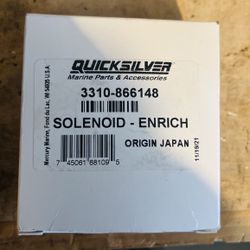 QUICKSILVER
Marine Parts & Accessories
3310-866148
SOLENOID - ENRICH
ORIGIN JAPAN
7 45061 68109 5
11/19/21
Mercury Marine, Fond du Lac, WI 54935 U.S.A.